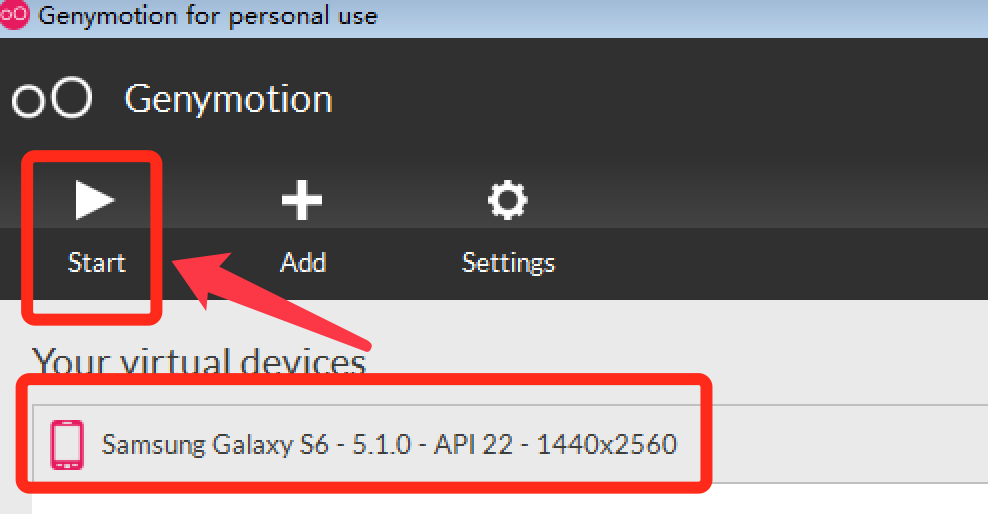 Genymotion for personal use
oO Genymotion
Start Add Settings
Your virtual devices
Samsung Galaxy S6 - 5.1.0 - API 22 - 1440x2560